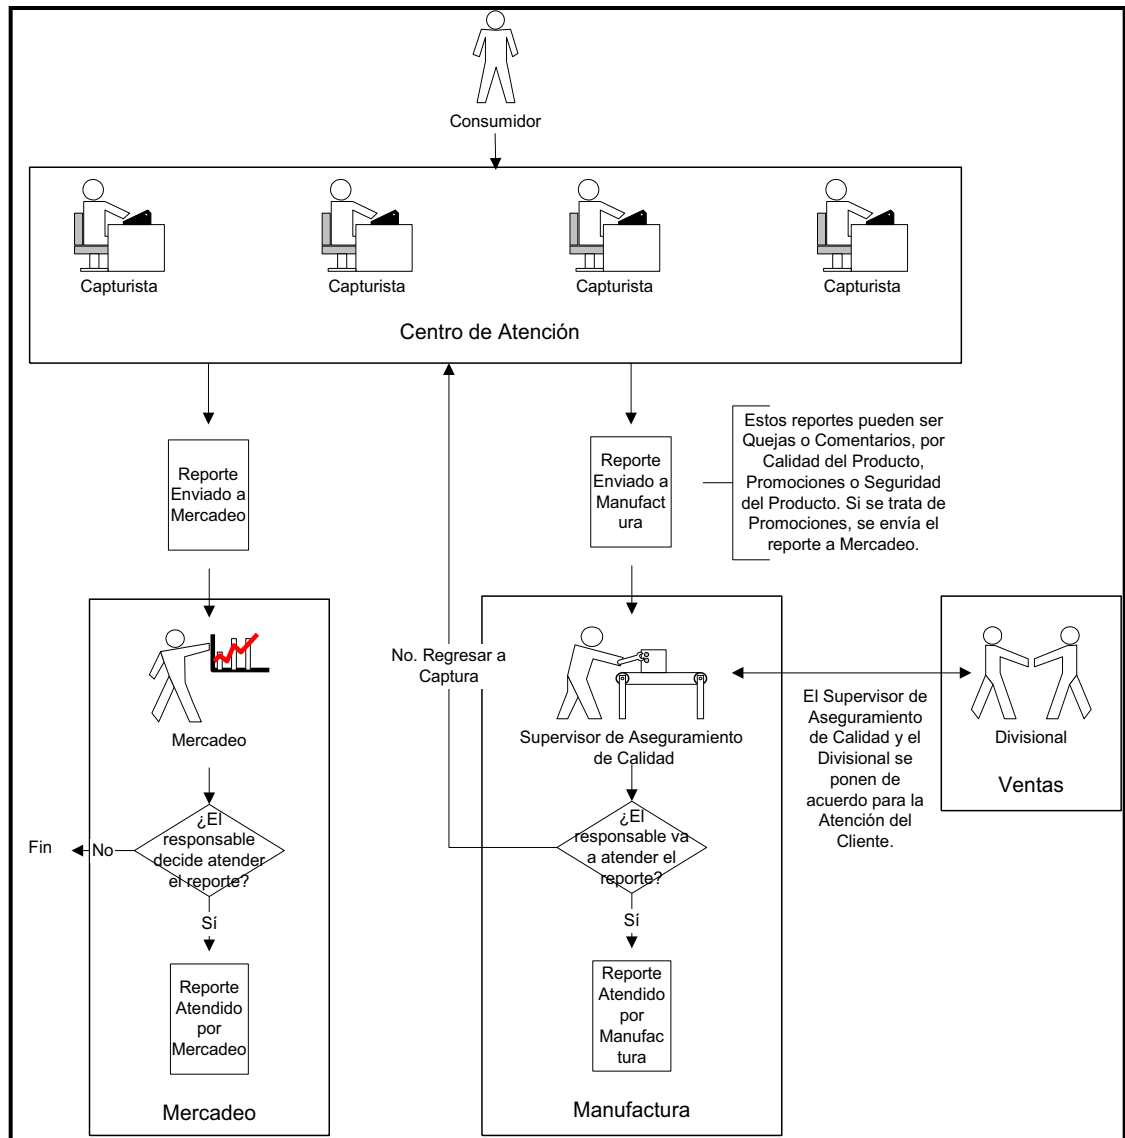 Consumidor
Capturista
Capturista
Capturista
Capturista
Centro de Atención
Reporte
Enviado a
Mercadeo
Reporte
Enviado a
Manufact
ura
Estos reportes pueden ser
Quejas o Comentarios, por
Calidad del Producto,
Promociones o Seguridad
del Producto. Si se trata de
Promociones, se envía el
reporte a Mercadeo.
No. Regresar a
Captura
Mercadeo
Supervisor de Aseguramiento
de Calidad
El Supervisor de
Aseguramiento
de Calidad y el
Divisional se
ponen de
acuerdo para la
Atención del
Cliente.
Divisional
Ventas
¿El
responsable
decide atender
el reporte?
Fin
No
Sí
¿El
responsable va
a atender el
reporte?
Sí
Reporte
Atendido
por
Mercadeo
Reporte
Atendido
por
Manufac
tura
Mercadeo
Manufactura